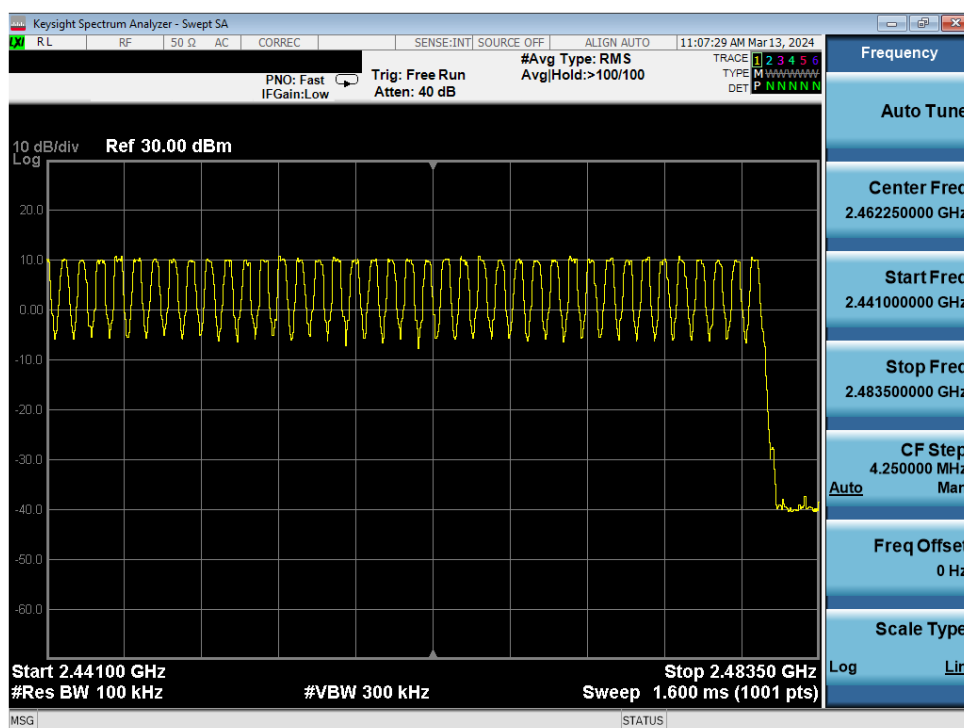 Keysight Spectrum Analyzer - Swept SA
LXI RL RF 50 Ω AC CORREC SENSE:INT SOURCE OFF ALIGN AUTO 11:07:29 AM Mar 13, 2024
PNO: Fast
IFGain:Low
Trig: Free Run
Atten: 40 dB
#Avg Type: RMS
Avg|Hold:>100/100
TRACE 1 2 3 4 5 6
TYPE M WWWWW
DET P N N N N N
10 dB/div
Log
Ref 30.00 dBm
20.0
10.0
0.00
-10.0
-20.0
-30.0
-40.0
-50.0
-60.0
Start 2.44100 GHz
Stop 2.48350 GHz
#Res BW 100 kHz
#VBW 300 kHz
Sweep 1.600 ms (1001 pts)
MSG
STATUS
Frequency
Auto Tune
Center Freq
2.462250000 GHz
Start Freq
2.441000000 GHz
Stop Freq
2.483500000 GHz
CF Step
4.250000 MHz
Auto Man
Freq Offset
0 Hz
Scale Type
Log Lin